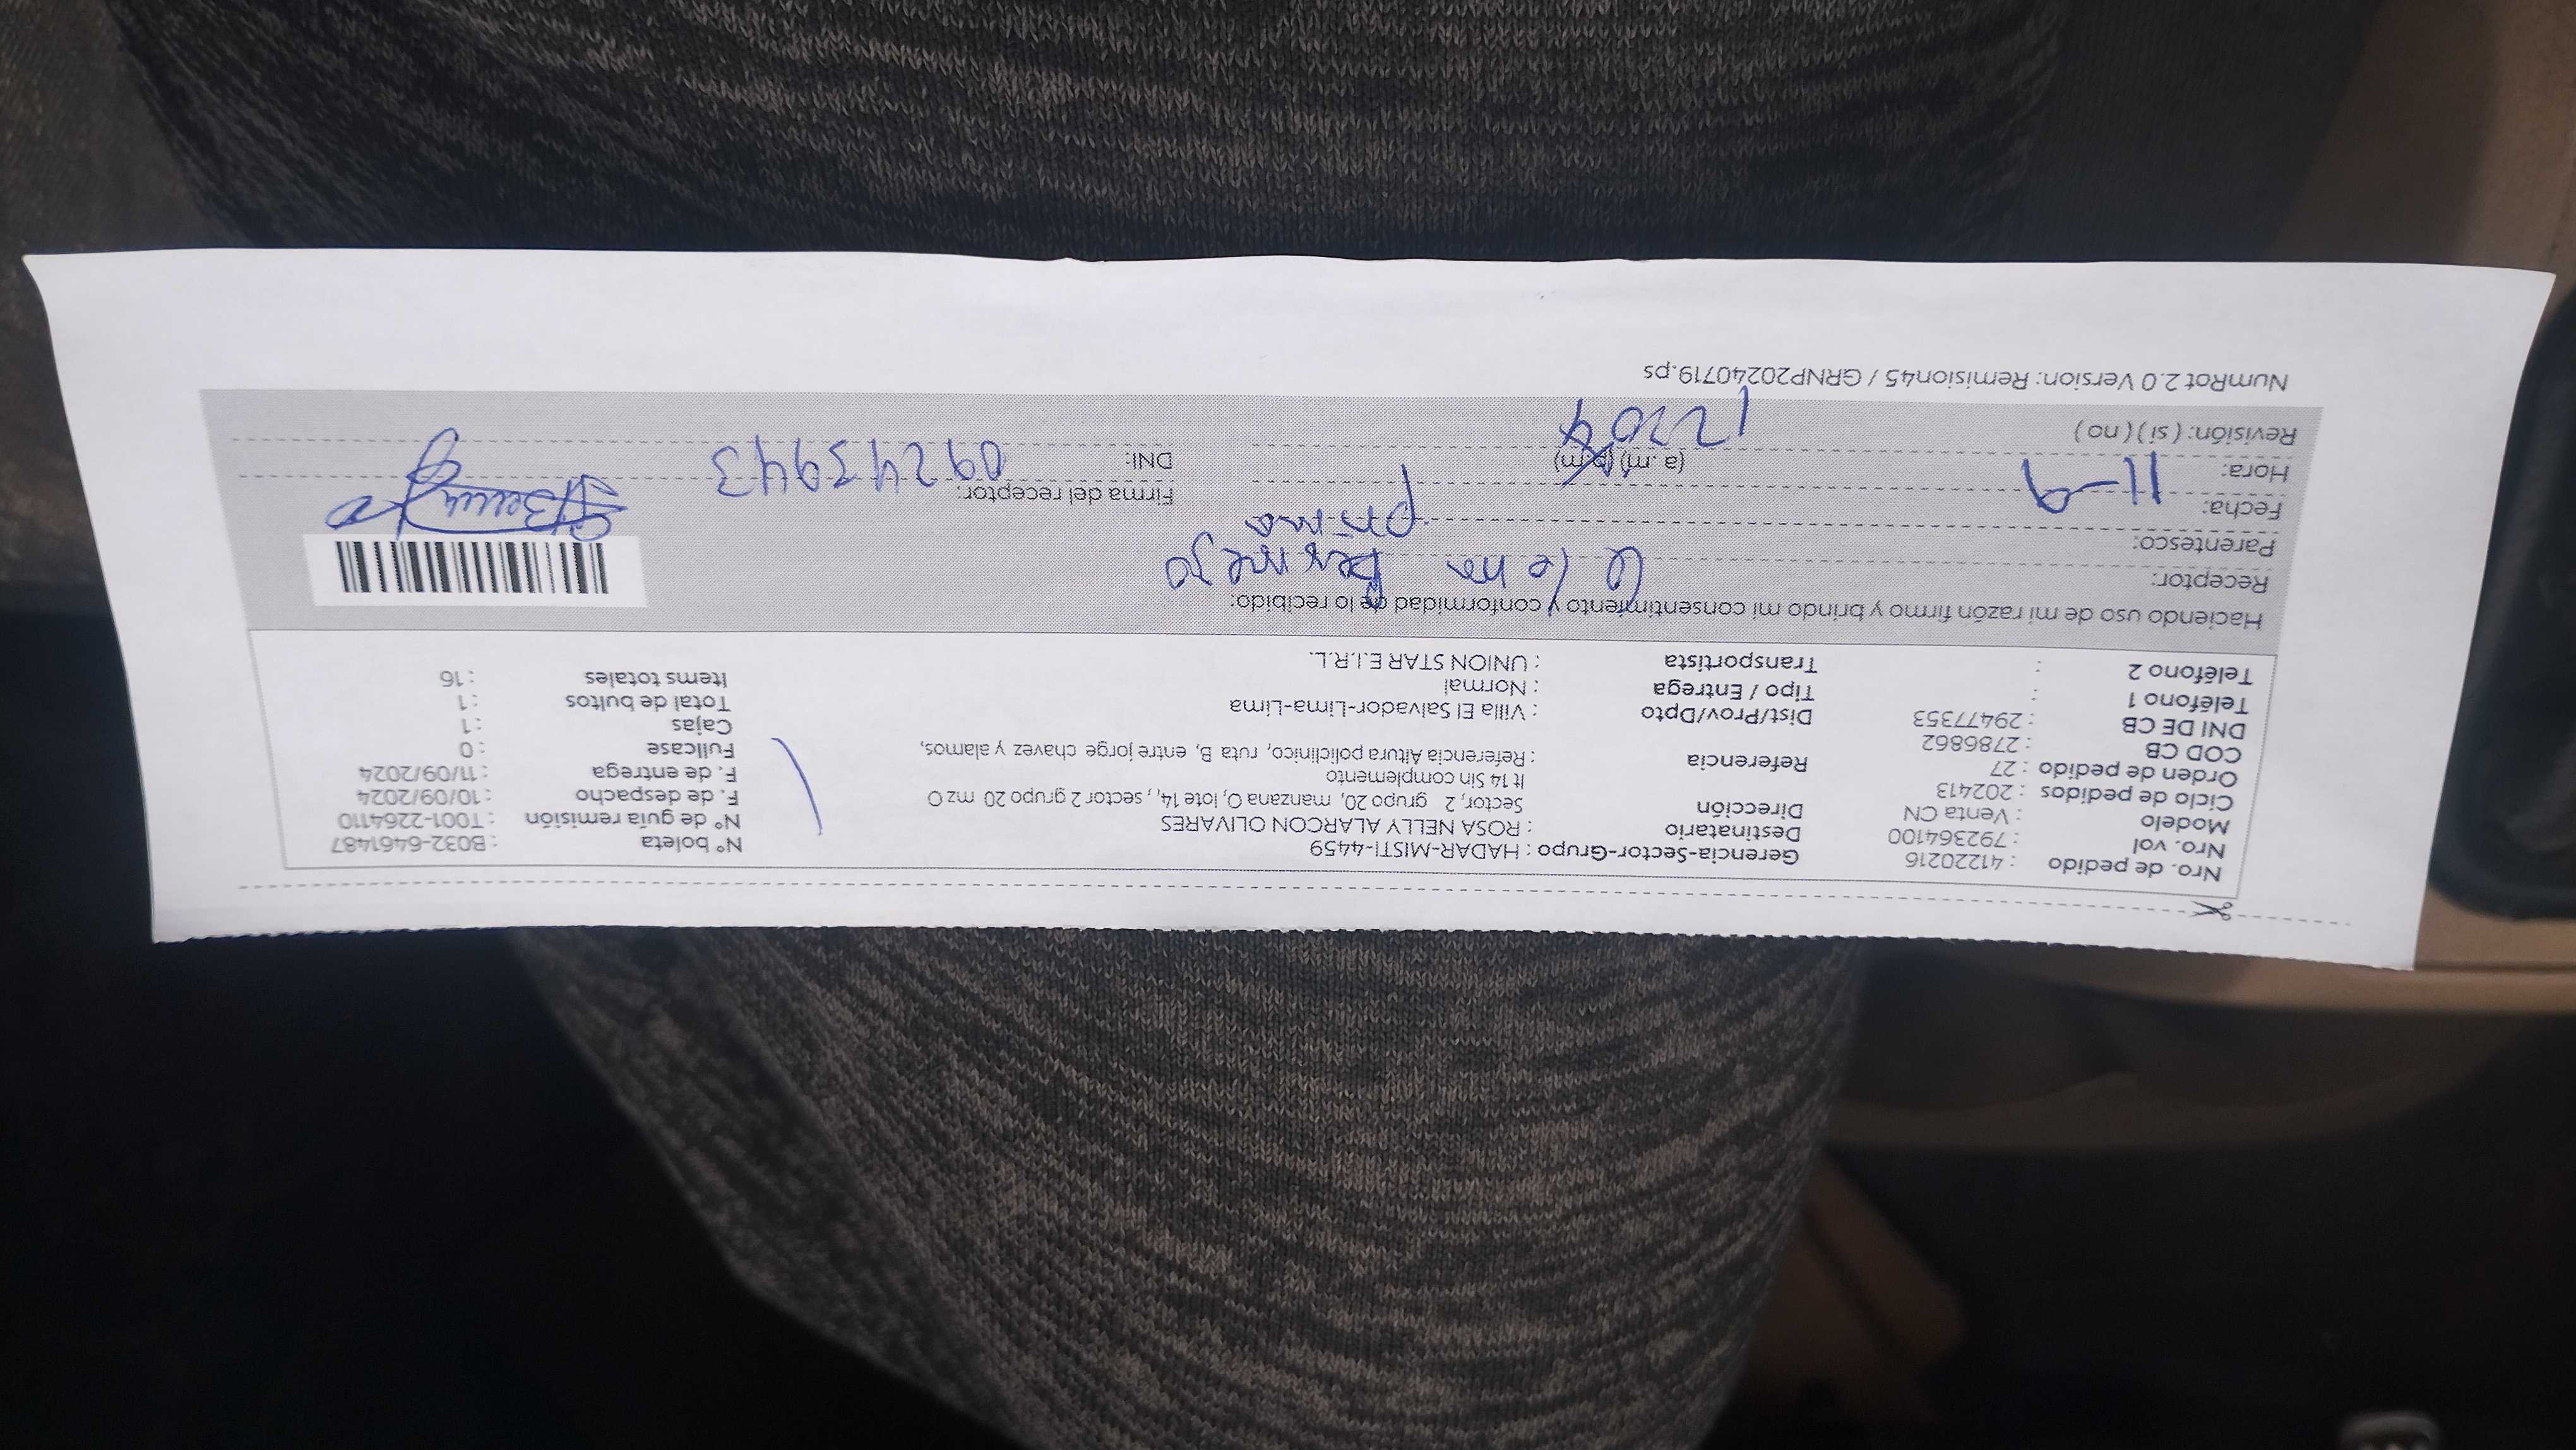 Nro. de pedido : 41220216
Nro. vol : 792364100
Modelo : Venta CN
Ciclo de pedidos : 202413
Orden de pedido : 27
COD CB : 2786862
DNI DE CB : 29477353
Teléfono 1 :
Teléfono 2 :
Gerencia-Sector-Grupo : HADAR-MISTI-4459
Destinatario : ROSA NELLY ALARCON OLIVARES
Dirección Sector, 2 grupo 20, manzana O, lote 14, , sector 2 grupo 20 mz O
lt 14 Sin complemento
Referencia : Referencia Altura policlinico, ruta B, entre jorge chavez y alamos,
Dist/Prov/Dpto : Villa El Salvador-Lima-Lima
Tipo / Entrega : Normal
Transportista : UNION STAR E.I.R.L.
N° boleta : B032-6461487
N° de guía remisión : T001-2264110
F. de despacho : 10/09/2024
F. de entrega : 11/09/2024
Fullcase : 0
Cajas : 1
Total de bultos : 1
Items totales : 16
Haciendo uso de mi razón firmo y brindo mi consentimiento y conformidad de lo recibido:
Receptor: Bermejo
Parentesco: prima
Fecha: 11-9
Hora: (a.m) (p.m)
Revisión: ( si ) ( no )
Firma del receptor:
DNI: 092439943
NumRot 2.0 Version: Remision45 / GRNP20240719.ps